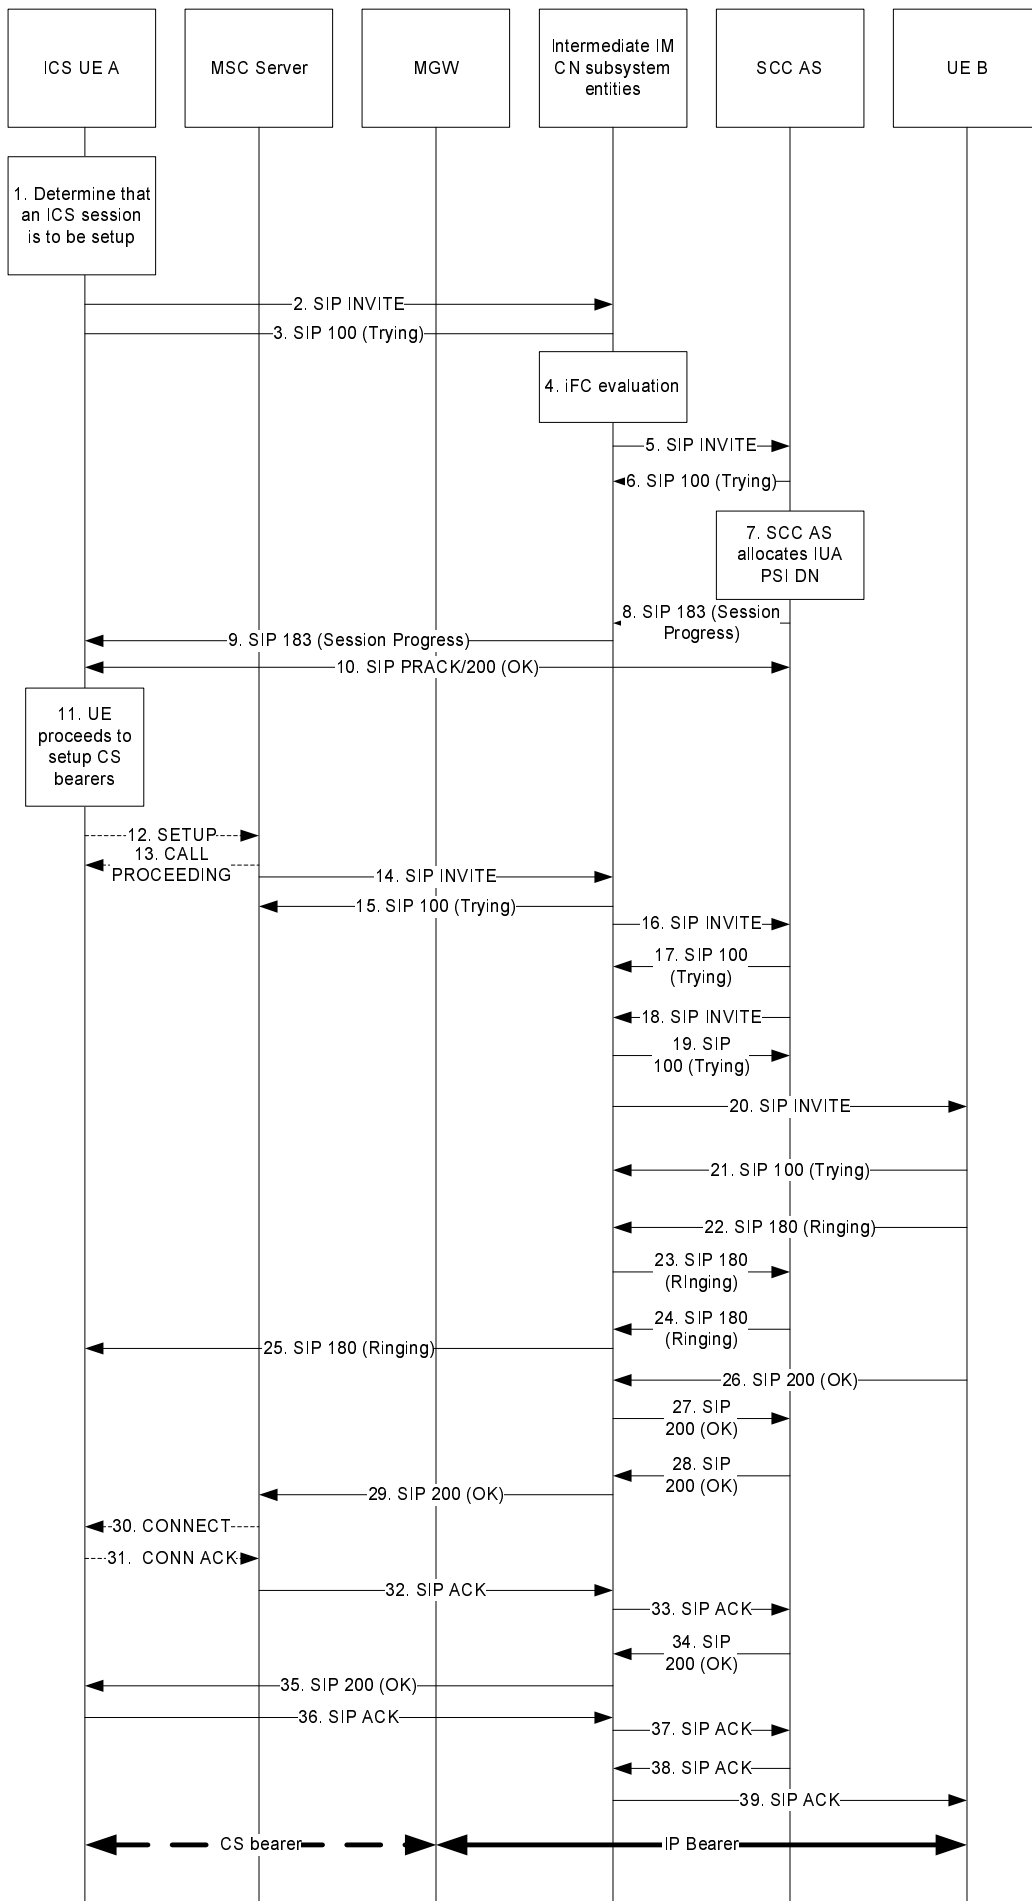 ICS UE A
MSC Server
MGW
Intermediate IM
CN subsystem
entities
SCC AS
UE B
1. Determine that
an ICS session
is to be setup
2. SIP INVITE
3. SIP 100 (Trying)
4. iFC evaluation
5. SIP INVITE
6. SIP 100 (Trying)
7. SCC AS
allocates IUA
PSI DN
8. SIP 183 (Session
Progress)
9. SIP 183 (Session Progress)
10. SIP PRACK/200 (OK)
11. UE
proceeds to
setup CS
bearers
12. SETUP
13. CALL
PROCEEDING
14. SIP INVITE
15. SIP 100 (Trying)
16. SIP INVITE
17. SIP 100
(Trying)
18. SIP INVITE
19. SIP
100 (Trying)
20. SIP INVITE
21. SIP 100 (Trying)
22. SIP 180 (Ringing)
23. SIP 180
(RInging)
24. SIP 180
(Ringing)
25. SIP 180 (Ringing)
26. SIP 200 (OK)
27. SIP
200 (OK)
28. SIP
200 (OK)
29. SIP 200 (OK)
30. CONNECT
31. CONN ACK
32. SIP ACK
33. SIP ACK
34. SIP
200 (OK)
35. SIP 200 (OK)
36. SIP ACK
37. SIP ACK
38. SIP ACK
39. SIP ACK
CS bearer
IP Bearer